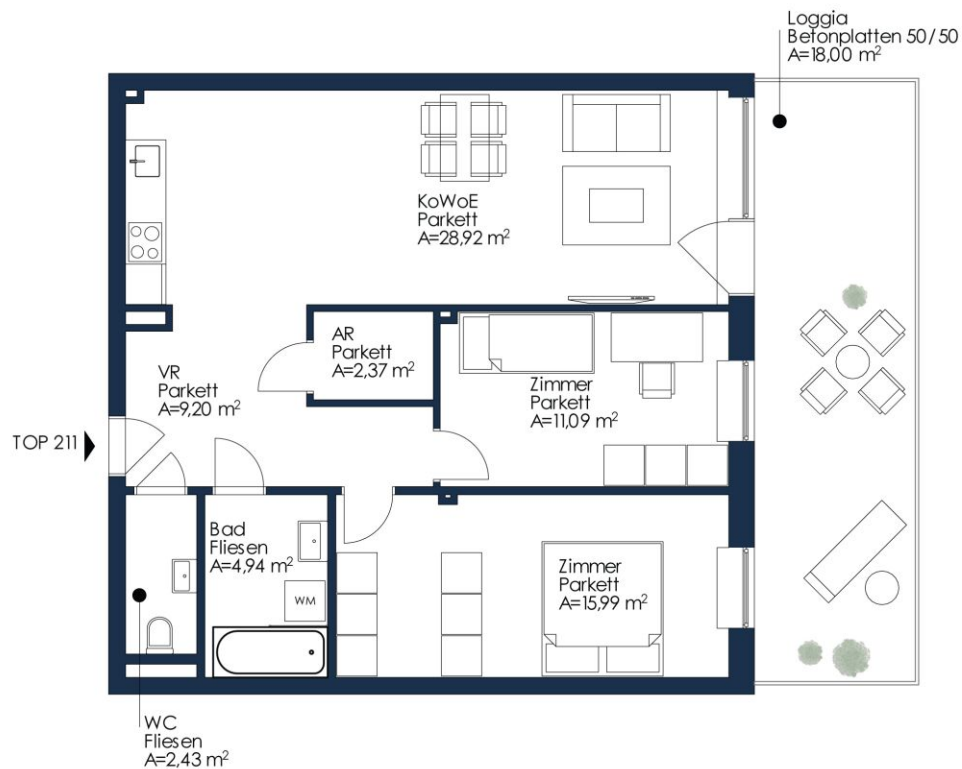 Loggia
Betonplatten 50/50
A=18,00 m²
KoWoE
Parkett
A=28,92 m²
AR
Parkett
A=2,37 m²
VR
Parkett
A=9,20 m²
Zimmer
Parkett
A=11,09 m²
TOP 211
Bad
Fliesen
A=4,94 m²
WM
Zimmer
Parkett
A=15,99 m²
WC
Fliesen
A=2,43 m²